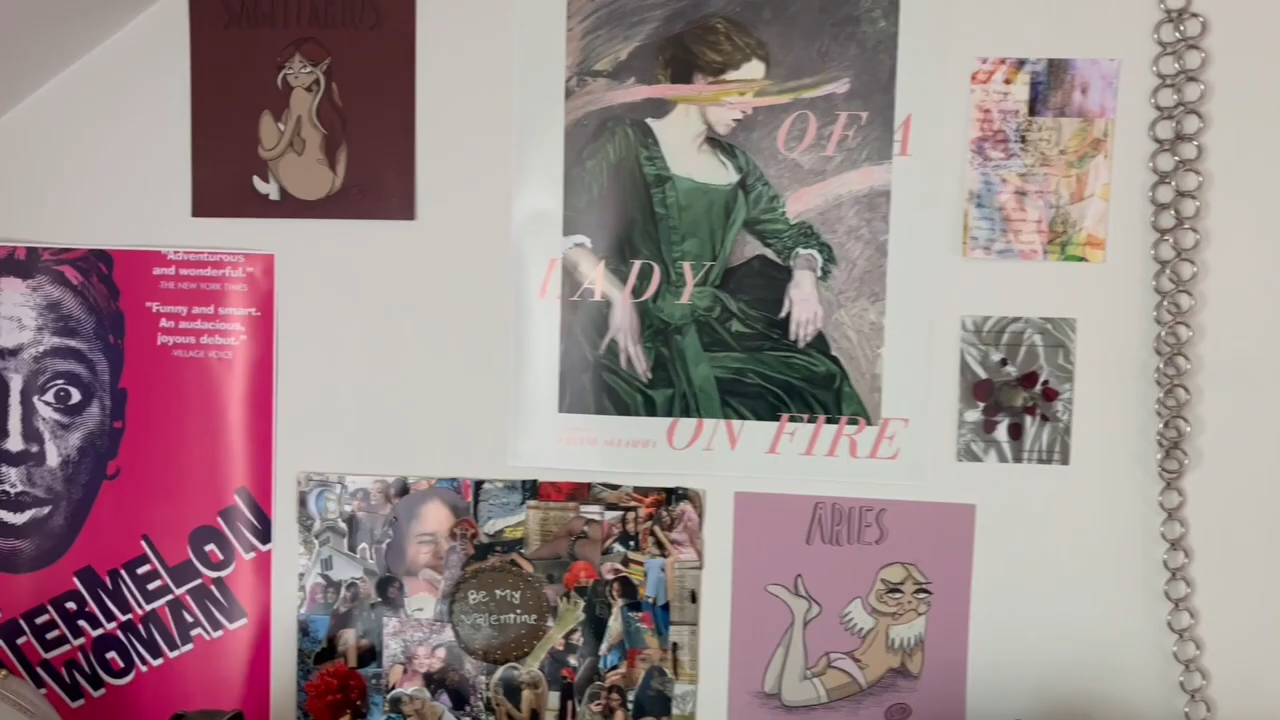 SAGITTARIUS
OF A
LADY
ON FIRE
"Adventurous
and wonderful."
-THE NEW YORK TIMES
"Funny and smart.
An audacious,
joyous debut."
-VILLAGE VOICE
TERMELON
WOMAN
Be My
Valentine
ARIES